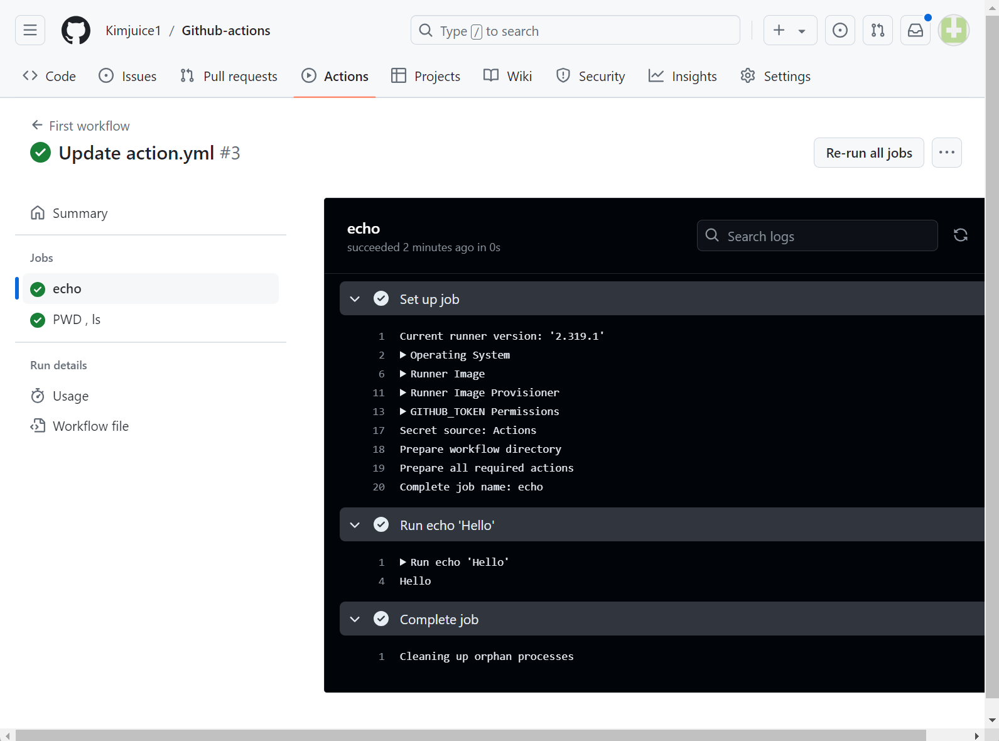 Kimjuice1 / Github-actions
Type / to search
Code Issues Pull requests Actions Projects Wiki Security Insights Settings
First workflow
Update action.yml #3
Re-run all jobs
Summary
Jobs
echo
PWD , ls
Run details
Usage
Workflow file
echo
succeeded 2 minutes ago in 0s
Search logs
Set up job
1 Current runner version: '2.319.1'
2 Operating System
6 Runner Image
11 Runner Image Provisioner
13 GITHUB_TOKEN Permissions
17 Secret source: Actions
18 Prepare workflow directory
19 Prepare all required actions
20 Complete job name: echo
Run echo 'Hello'
1 Run echo 'Hello'
4 Hello
Complete job
1 Cleaning up orphan processes